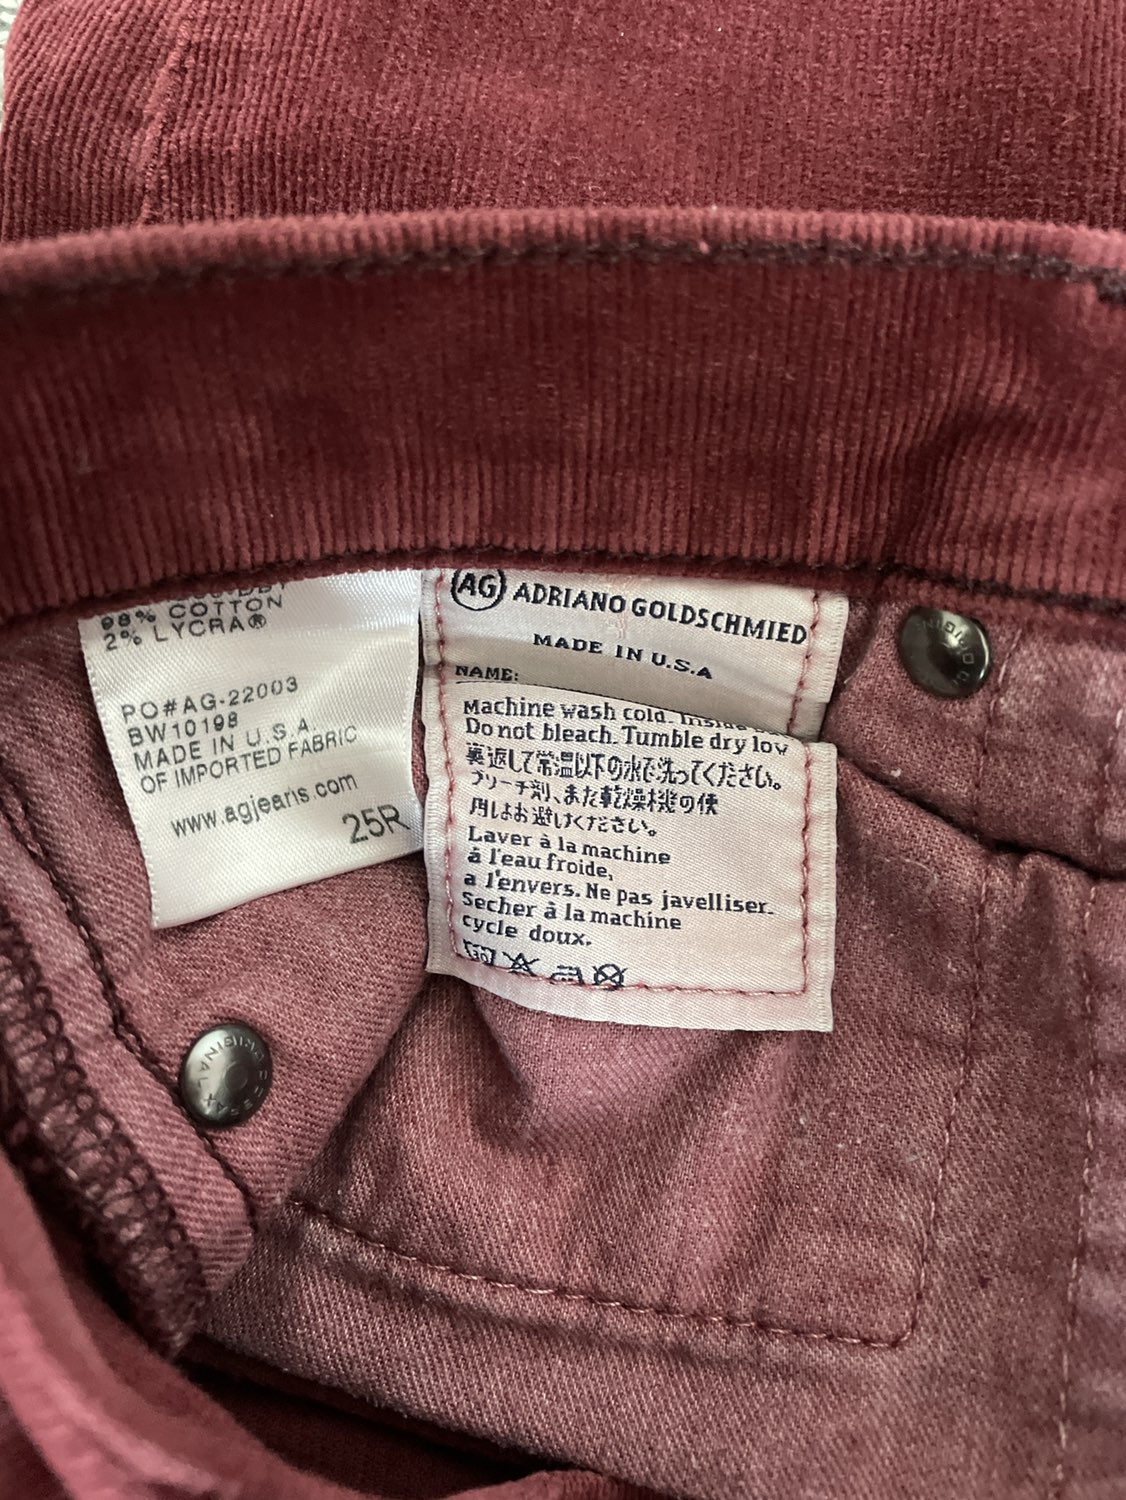 98% COTTON
2% LYCRA®
PO#AG-22003
BW10198
MADE IN U.S.A.
OF IMPORTED FABRIC
www.agjeans.com
25R
AG ADRIANO GOLDSCHMIED
MADE IN U.S.A
NAME:
Machine wash cold.
Do not bleach. Tumble dry low
裏返して常温以下の水で洗ってください。
ブリーチ剤、また乾燥機の使
用はお避けください。
Laver à la machine
à l'eau froide,
a l'envers. Ne pas javelliser.
Secher à la machine
cycle doux.
ORIGINAL